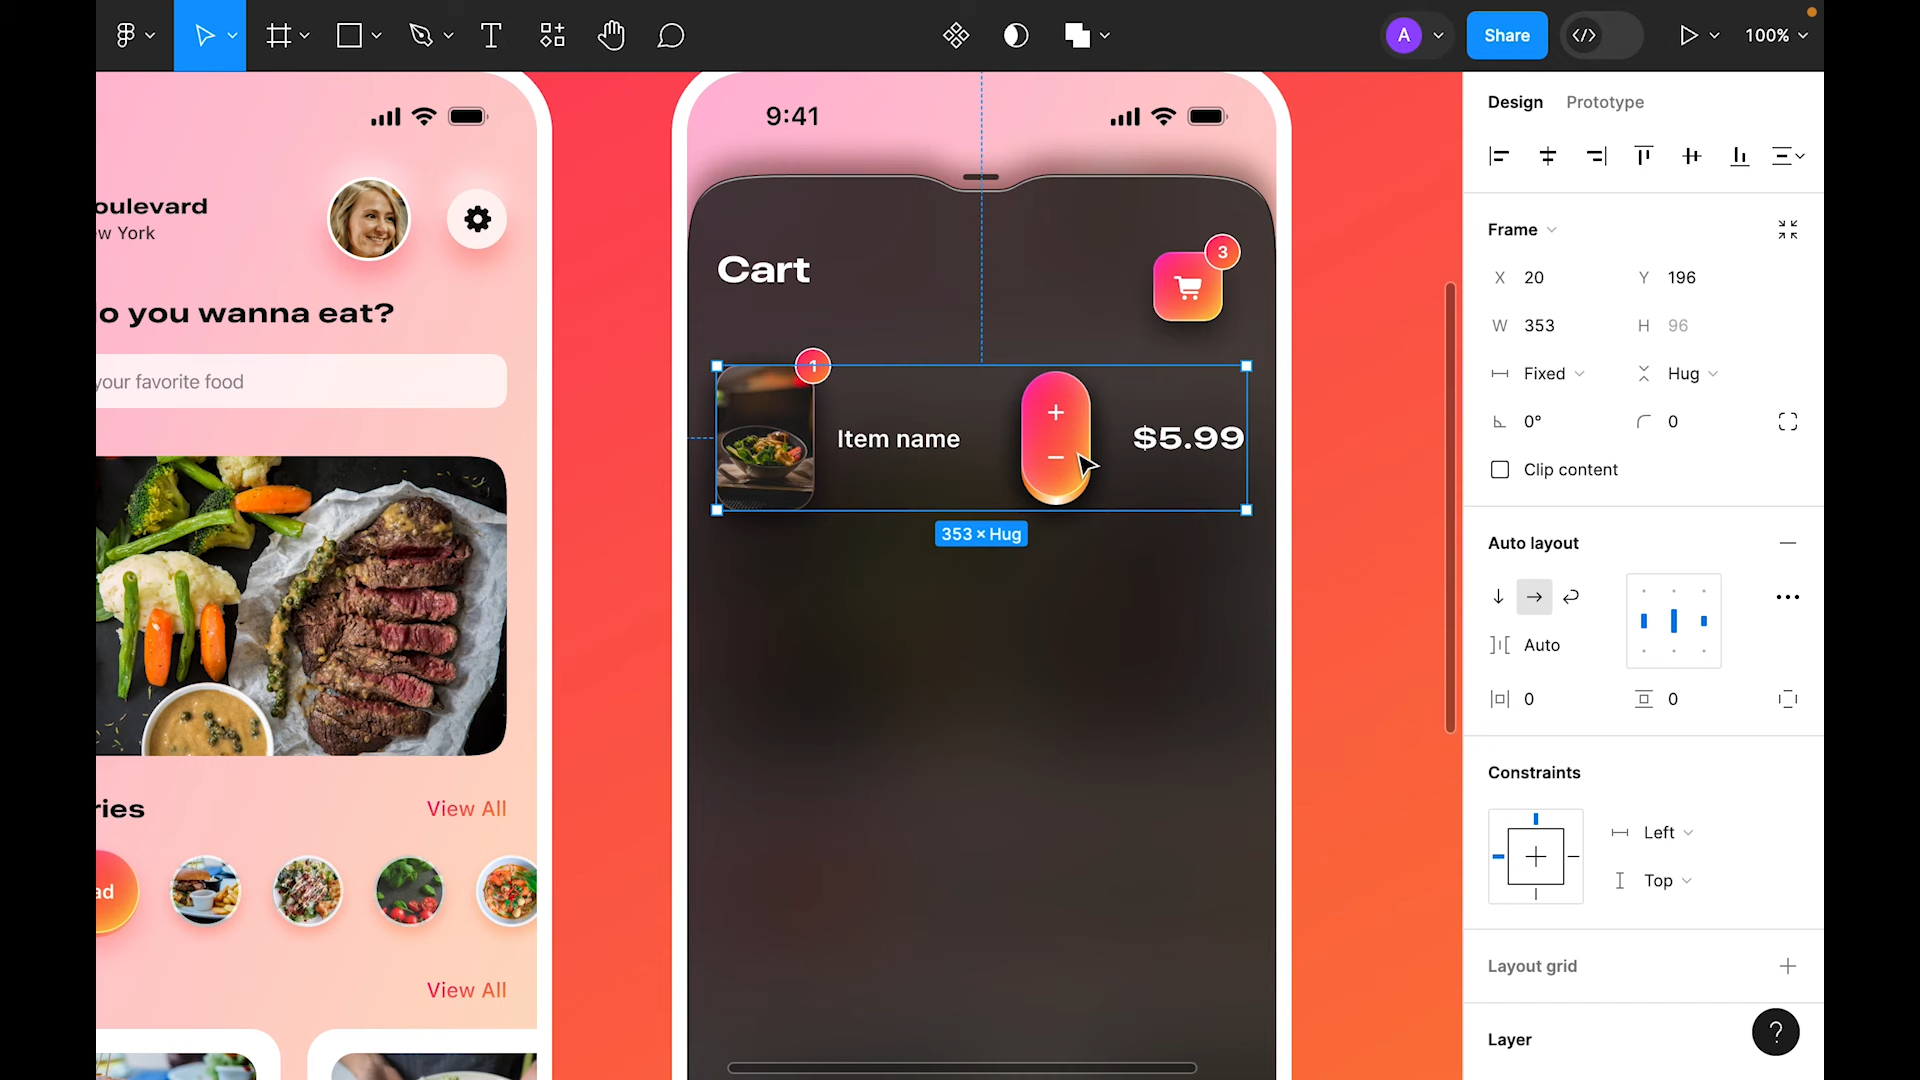 A
Share
100%
9:41
Design
Prototype
oulevard
w York
3
Cart
Frame
X 20
Y 196
o you wanna eat?
W 353
H 96
your favorite food
1
Fixed
Hug
Item name
+
−
$5.99
0°
0
Clip content
353 × Hug
Auto layout
Auto
0
0
Constraints
ries
View All
Left
ad
Top
View All
Layout grid
Layer
?